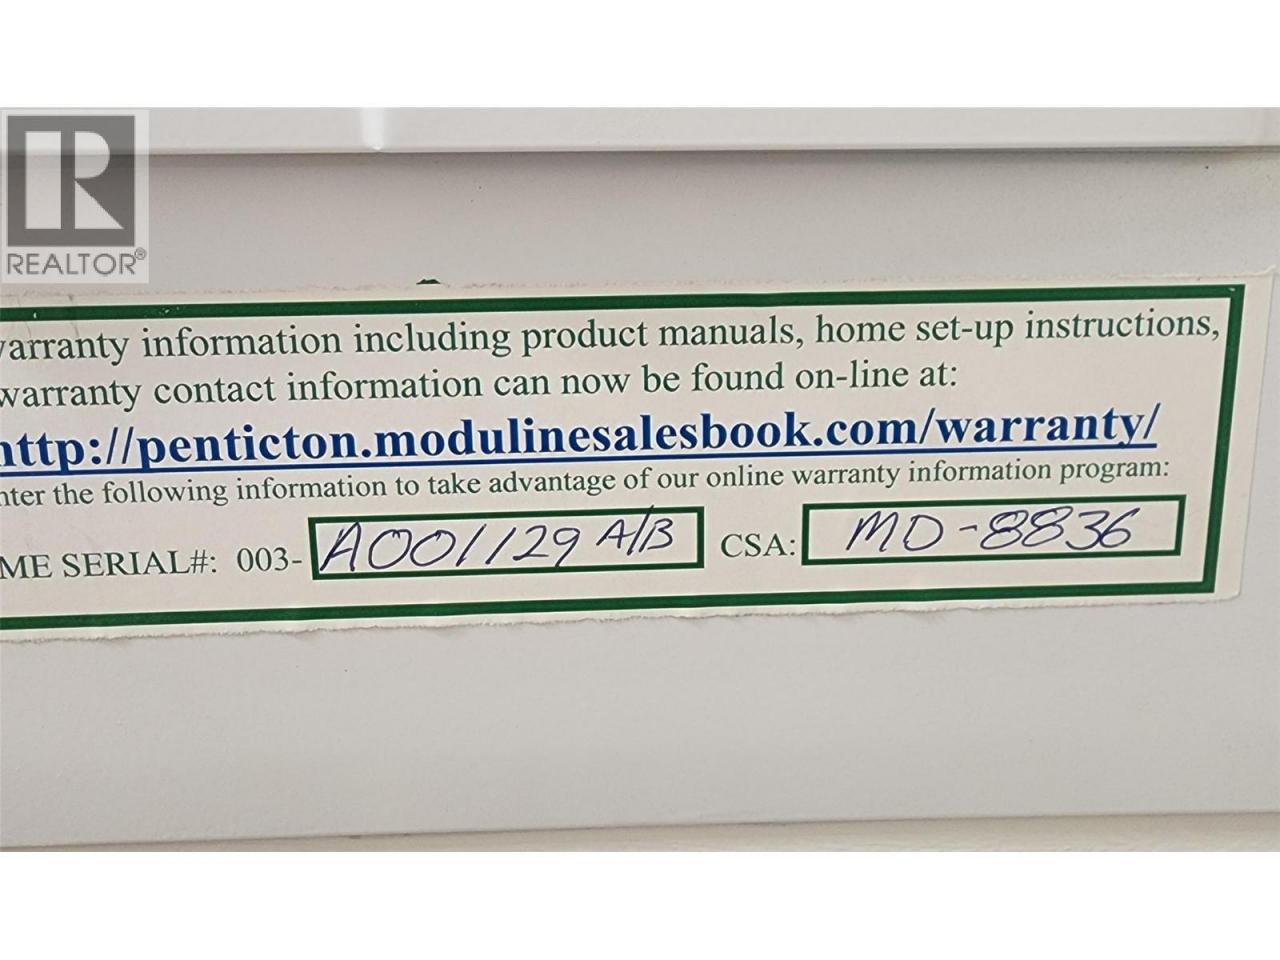 REALTOR®
arranty information including product manuals, home set-up instructions,
warranty contact information can now be found on-line at:
http://penticton.modulinesalesbook.com/warranty/
nter the following information to take advantage of our online warranty information program:
ME SERIAL#: 003- A001129 A/B CSA: MD-8836